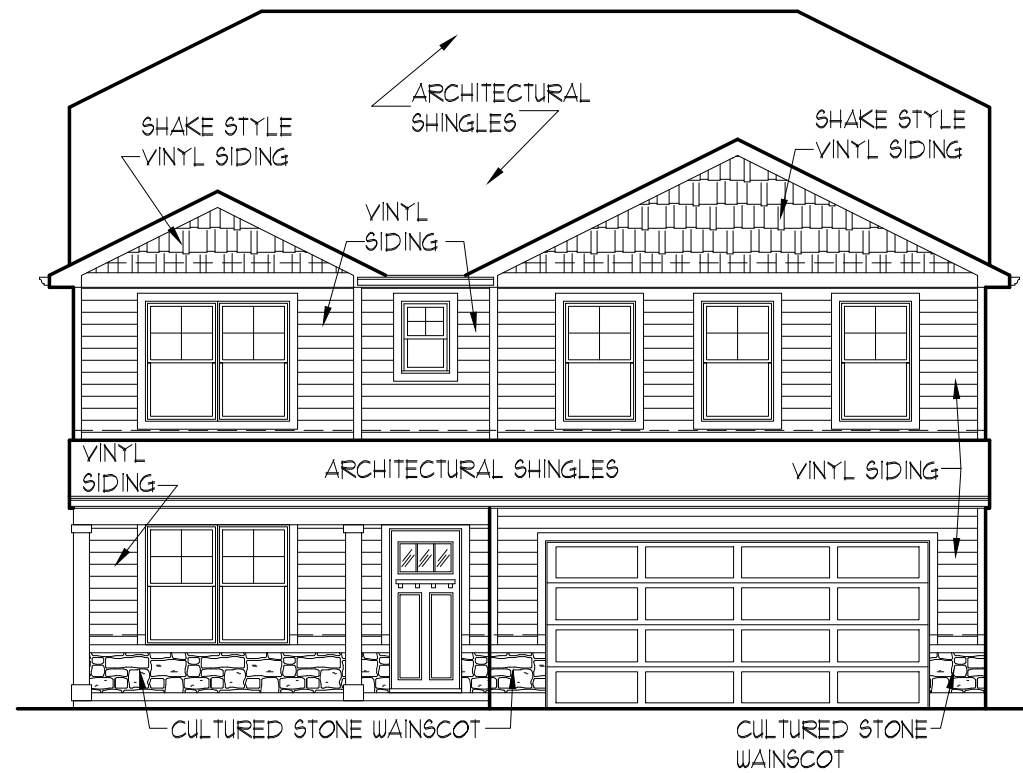 ARCHITECTURAL
SHINGLES
SHAKE STYLE
VINYL SIDING
SHAKE STYLE
VINYL SIDING
VINYL
SIDING
VINYL
SIDING
ARCHITECTURAL SHINGLES
VINYL SIDING
CULTURED STONE WAINSCOT
CULTURED STONE
WAINSCOT